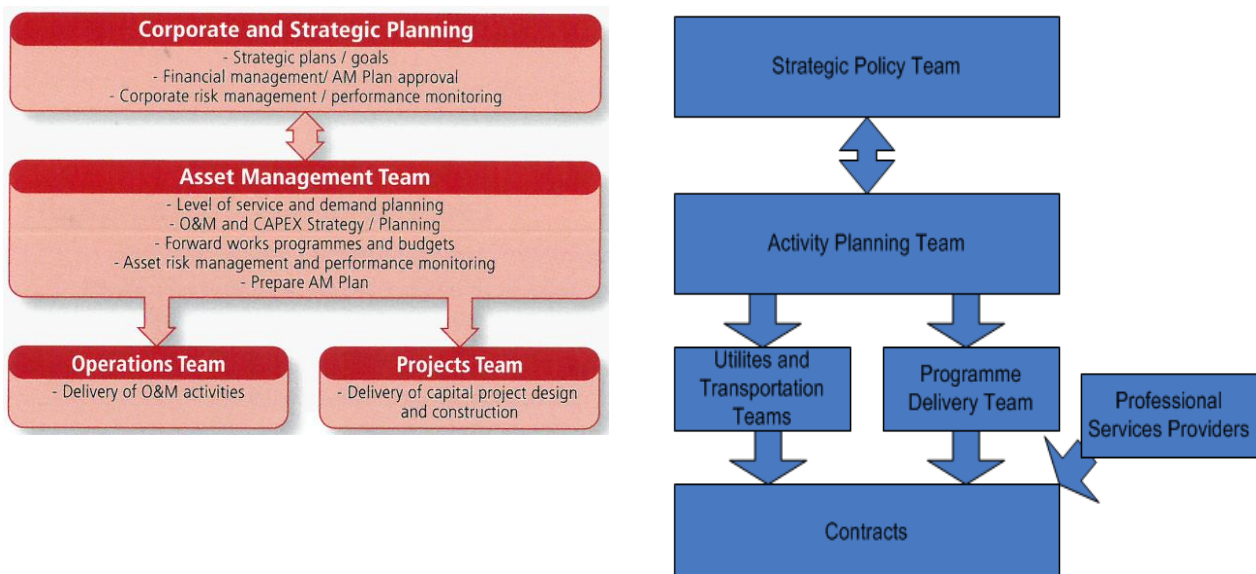 Corporate and Strategic Planning
- Strategic plans / goals
- Financial management/ AM Plan approval
- Corporate risk management / performance monitoring
Asset Management Team
- Level of service and demand planning
- O&M and CAPEX Strategy / Planning
- Forward works programmes and budgets
- Asset risk management and performance monitoring
- Prepare AM Plan
Operations Team
- Delivery of O&M activities
Projects Team
- Delivery of capital project design
and construction
Strategic Policy Team
Activity Planning Team
Utilites and
Transportation
Teams
Programme
Delivery Team
Professional
Services Providers
Contracts